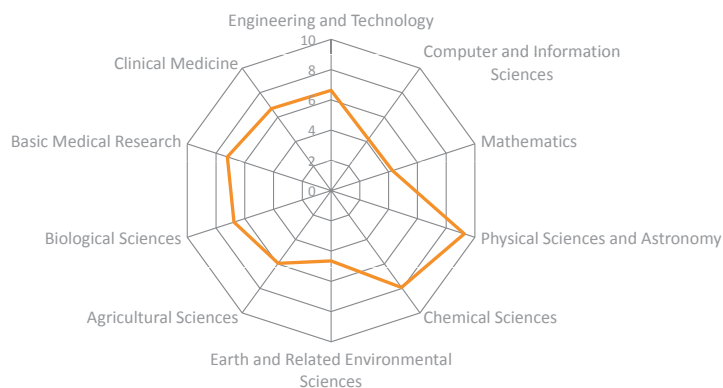 Engineering and Technology
10
Computer and Information
Sciences
Clinical Medicine
8
6
Basic Medical Research
Mathematics
4
2
0
Biological Sciences
Physical Sciences and Astronomy
Agricultural Sciences
Chemical Sciences
Earth and Related Environmental
Sciences